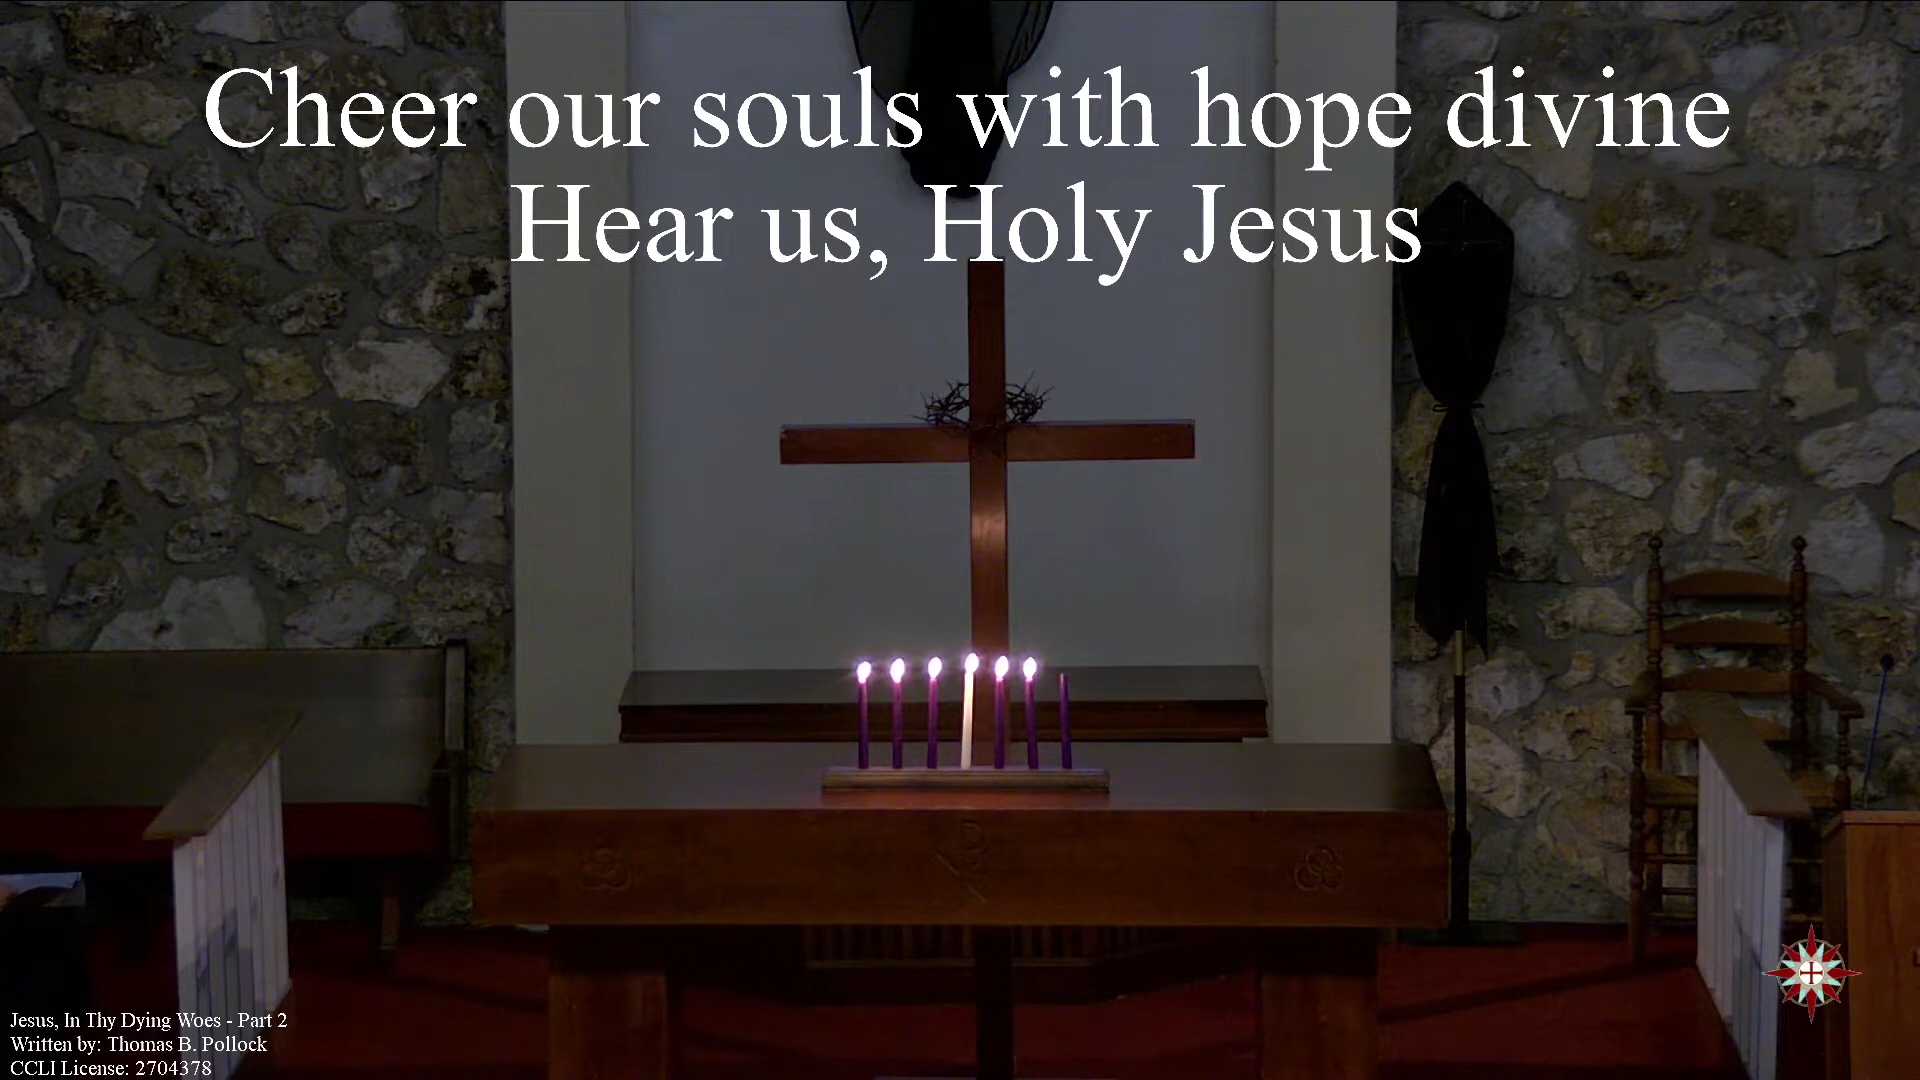 Cheer our souls with hope divine
Hear us, Holy Jesus
Jesus, In Thy Dying Woes - Part 2
Written by: Thomas B. Pollock
CCLI License: 2704378